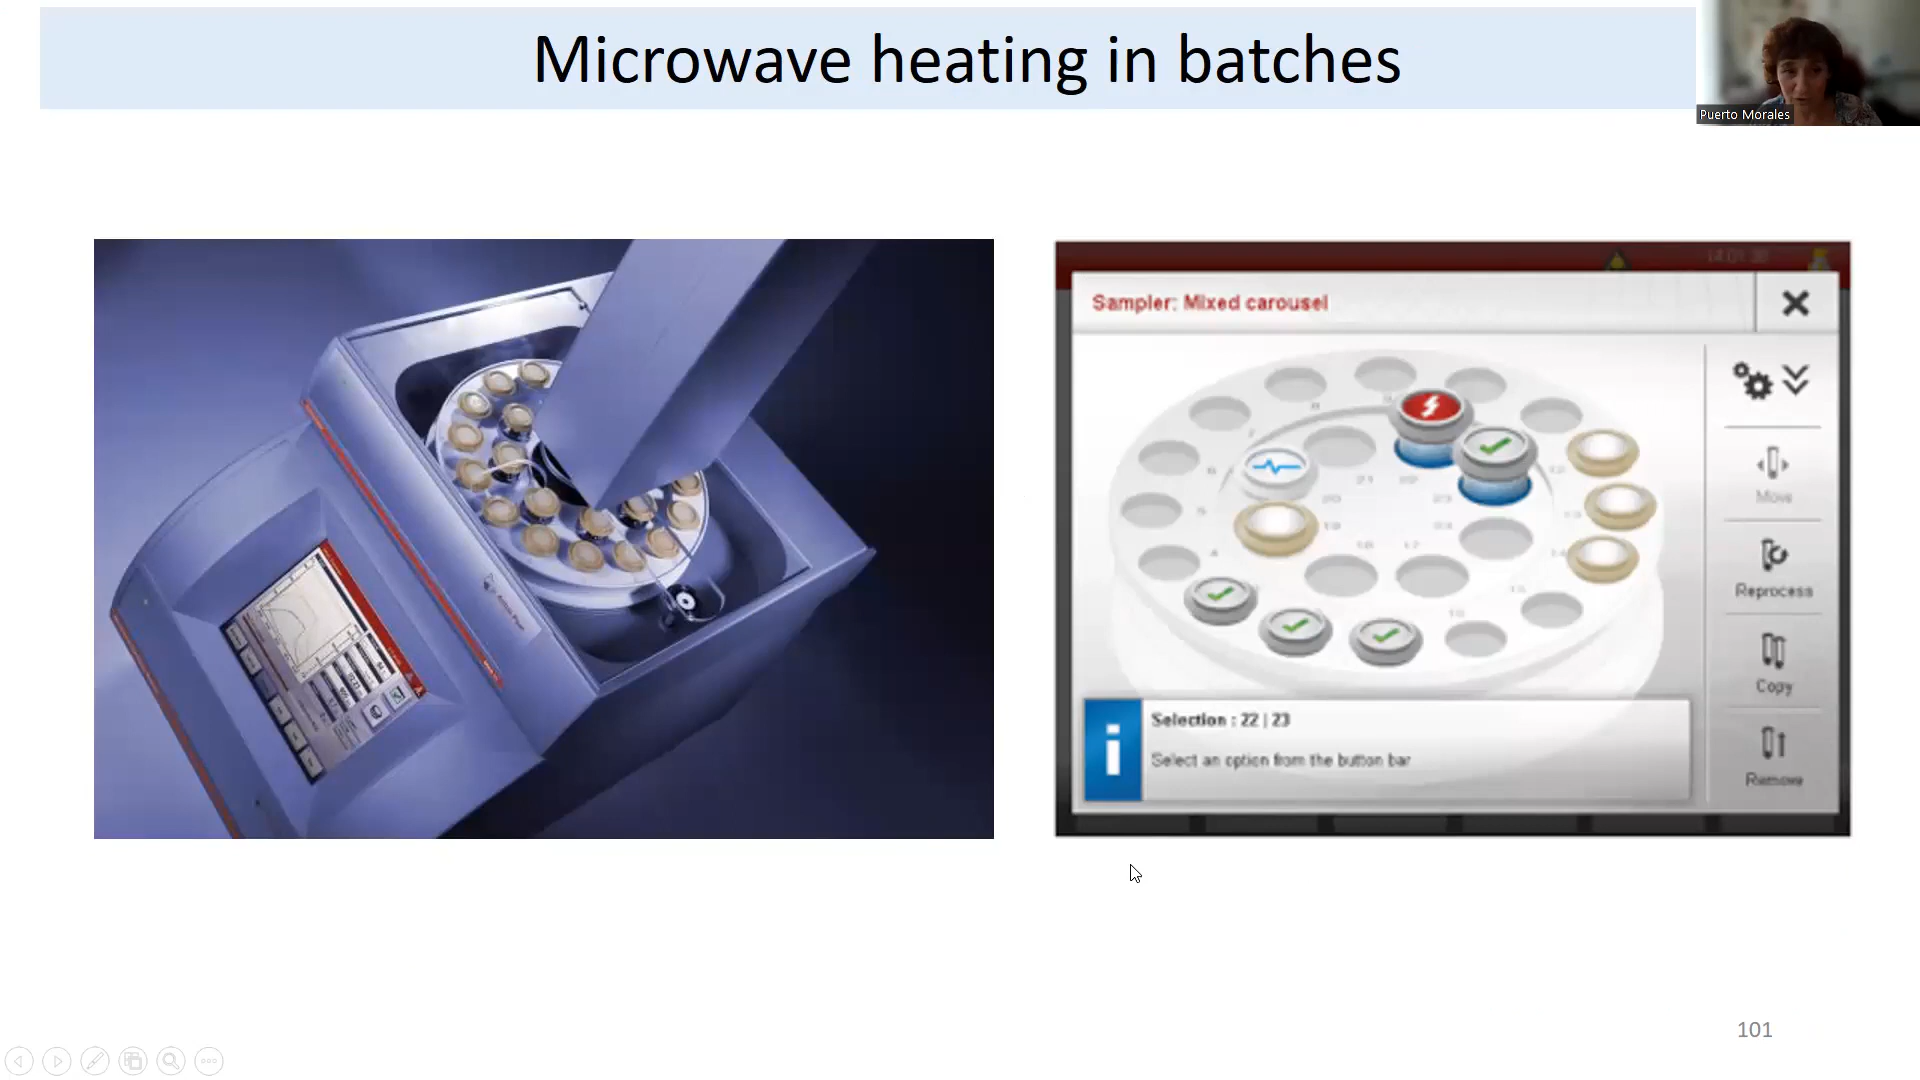 Microwave heating in batches
Puerto Morales
Sampler: Mixed carousel
Move
Reprocess
Copy
Remove
Selection : 22 | 23
Select an option from the button bar
101